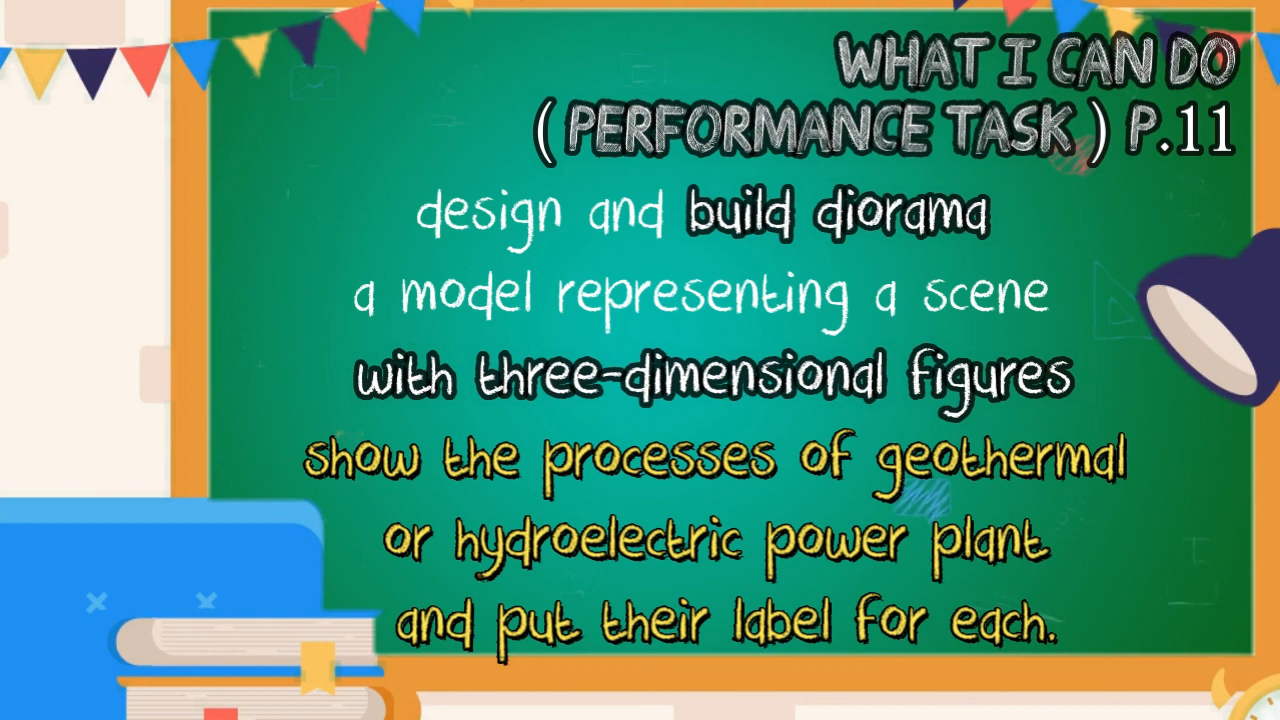 WHAT I CAN DO
( PERFORMANCE TASK ) P.11
design and build diorama
a model representing a scene
with three-dimensional figures
show the processes of geothermal
or hydroelectric power plant
and put their label for each.